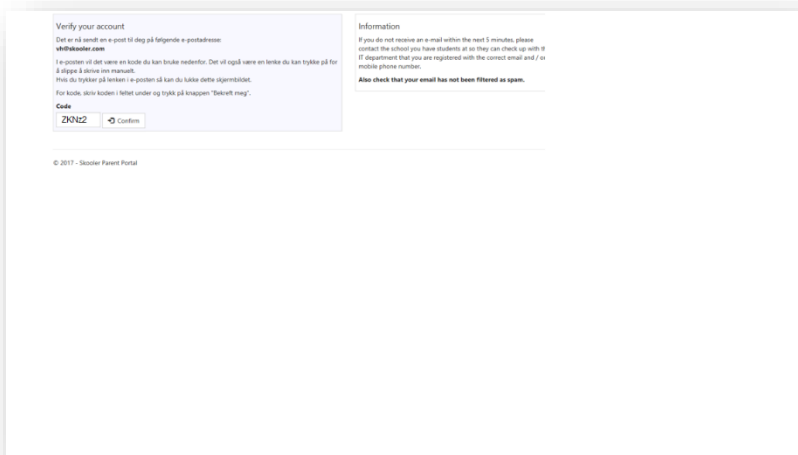 Verify your account
Det er nå sendt en e-post til deg på følgende e-postadresse:
vh@skooler.com
I e-posten vil det være en kode du kan bruke nedenfor. Det vil også være en lenke du kan trykke på for
å slippe å skrive inn manuelt.
Hvis du trykker på lenken i e-posten så kan du lukke dette skjermbildet.
For kode, skriv koden i feltet under og trykk på knappen "Bekreft meg".
Code
ZKNz2
Confirm
Information
If you do not receive an e-mail within the next 5 minutes, please
contact the school you have students at so they can check up with th
IT department that you are registered with the correct email and / or
mobile phone number.
Also check that your email has not been filtered as spam.
© 2017 - Skooler Parent Portal